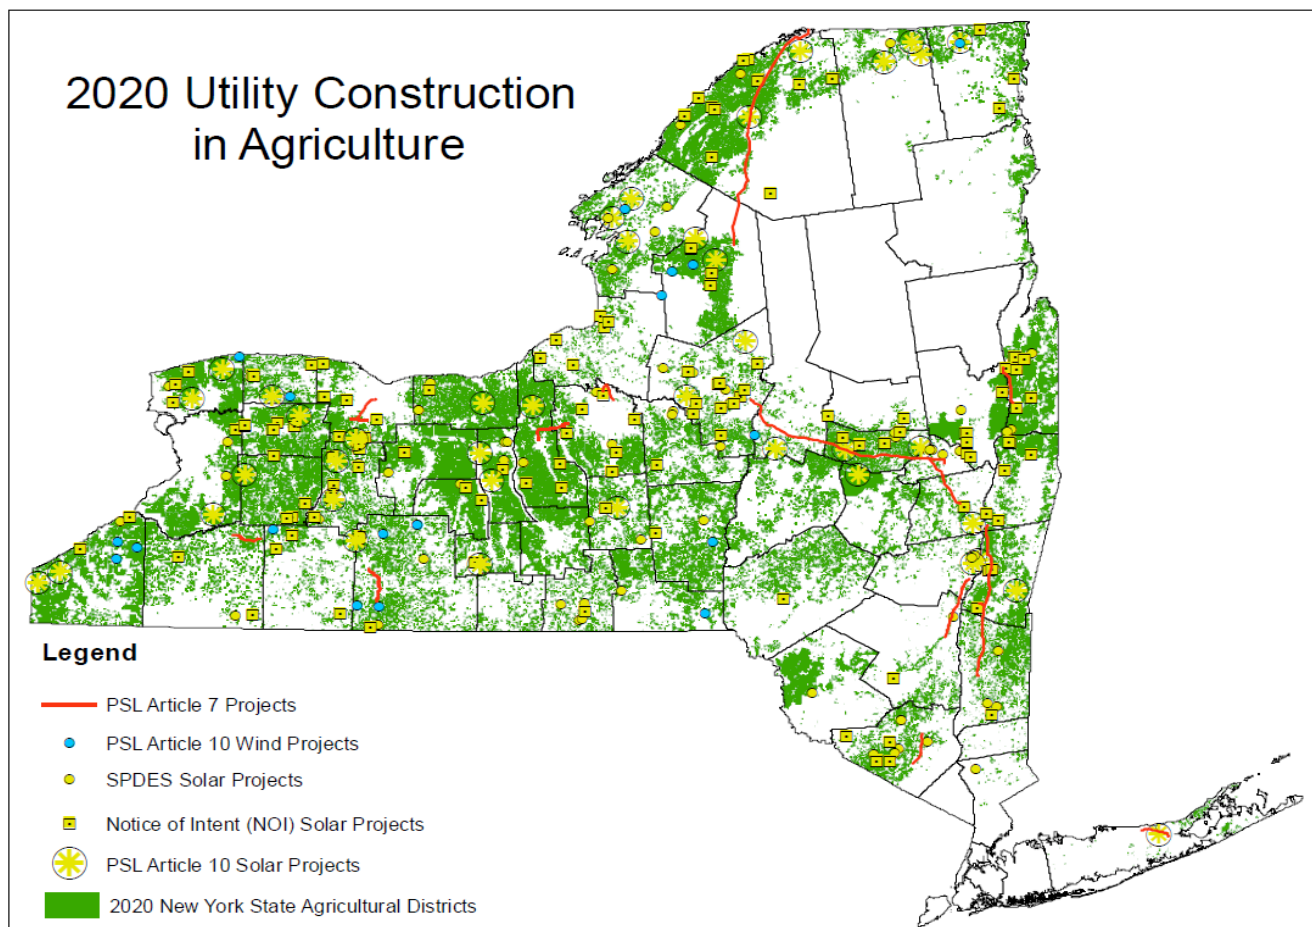 2020 Utility Construction
in Agriculture
Legend
PSL Article 7 Projects
PSL Article 10 Wind Projects
SPDES Solar Projects
Notice of Intent (NOI) Solar Projects
PSL Article 10 Solar Projects
2020 New York State Agricultural Districts